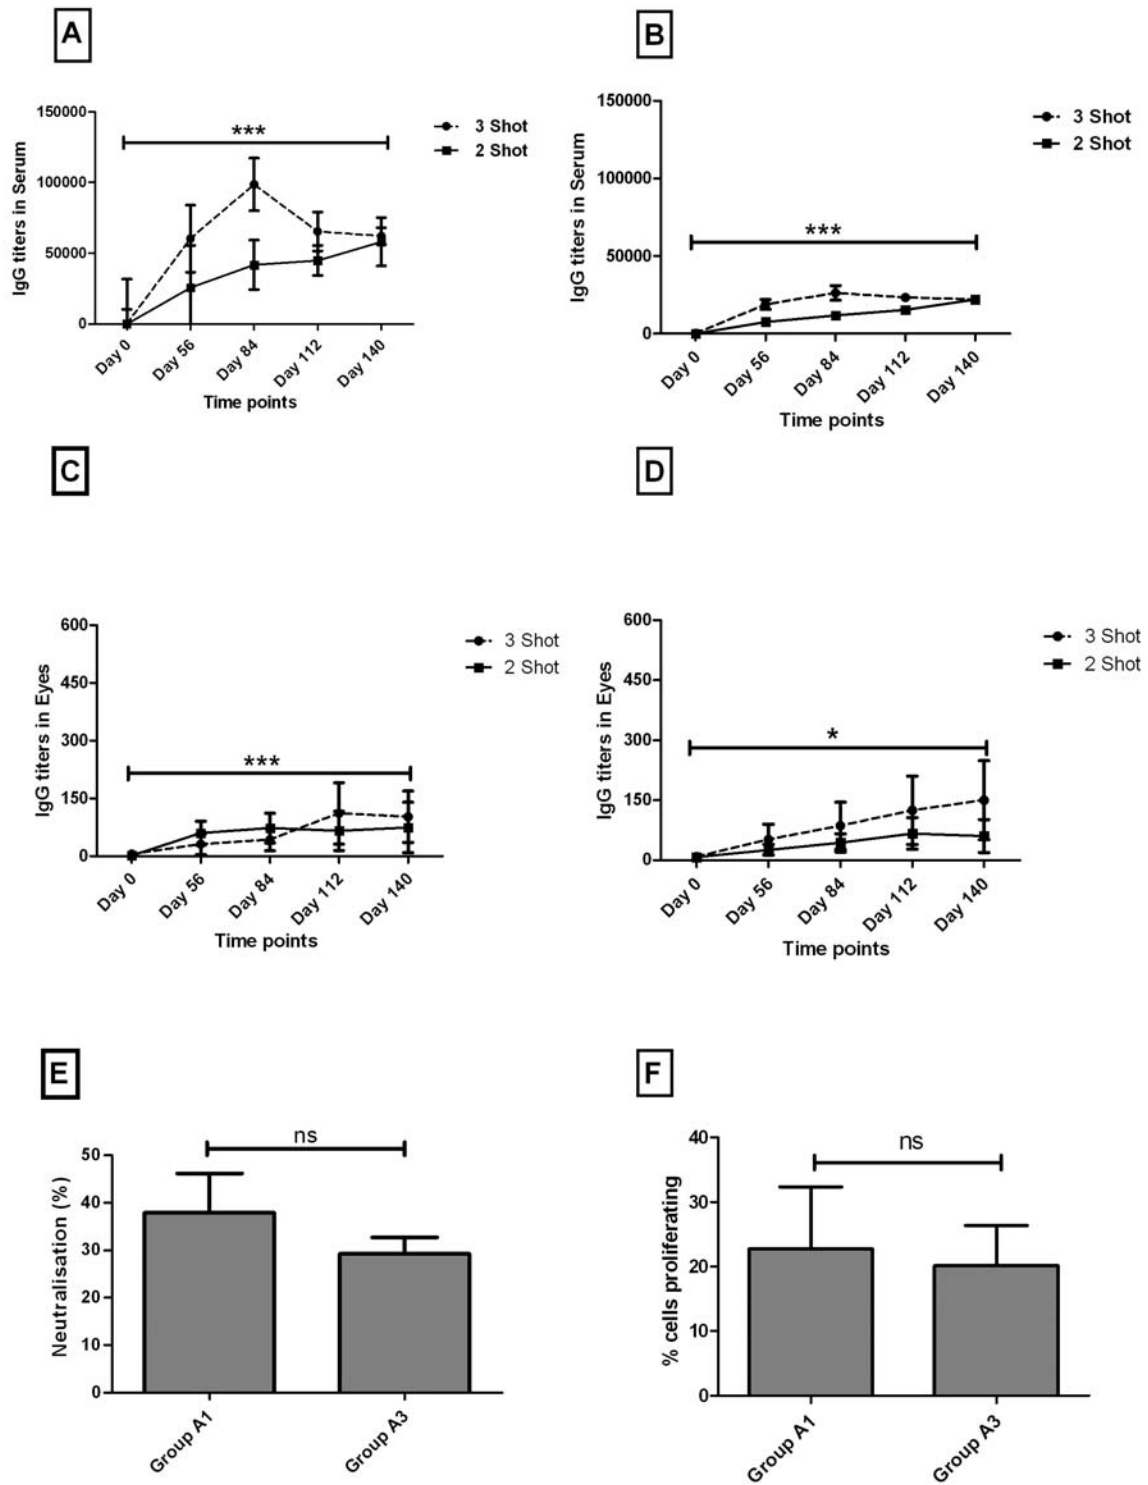 A
150000
100000
50000
0
IgG titers in Serum
***
3 Shot
2 Shot
Day 0
Day 56
Day 84
Day 112
Day 140
Time points
B
150000
100000
50000
0
IgG titers in Serum
***
3 Shot
2 Shot
Day 0
Day 56
Day 84
Day 112
Day 140
Time points
C
600
450
300
150
0
IgG titers in Eyes
***
3 Shot
2 Shot
Day 0
Day 56
Day 84
Day 112
Day 140
Time points
D
600
450
300
150
0
IgG titers in Eyes
*
3 Shot
2 Shot
Day 0
Day 56
Day 84
Day 112
Day 140
Time points
E
50
40
30
20
10
0
Neutralisation (%)
ns
Group A1
Group A3
F
40
30
20
10
0
% cells proliferating
ns
Group A1
Group A3